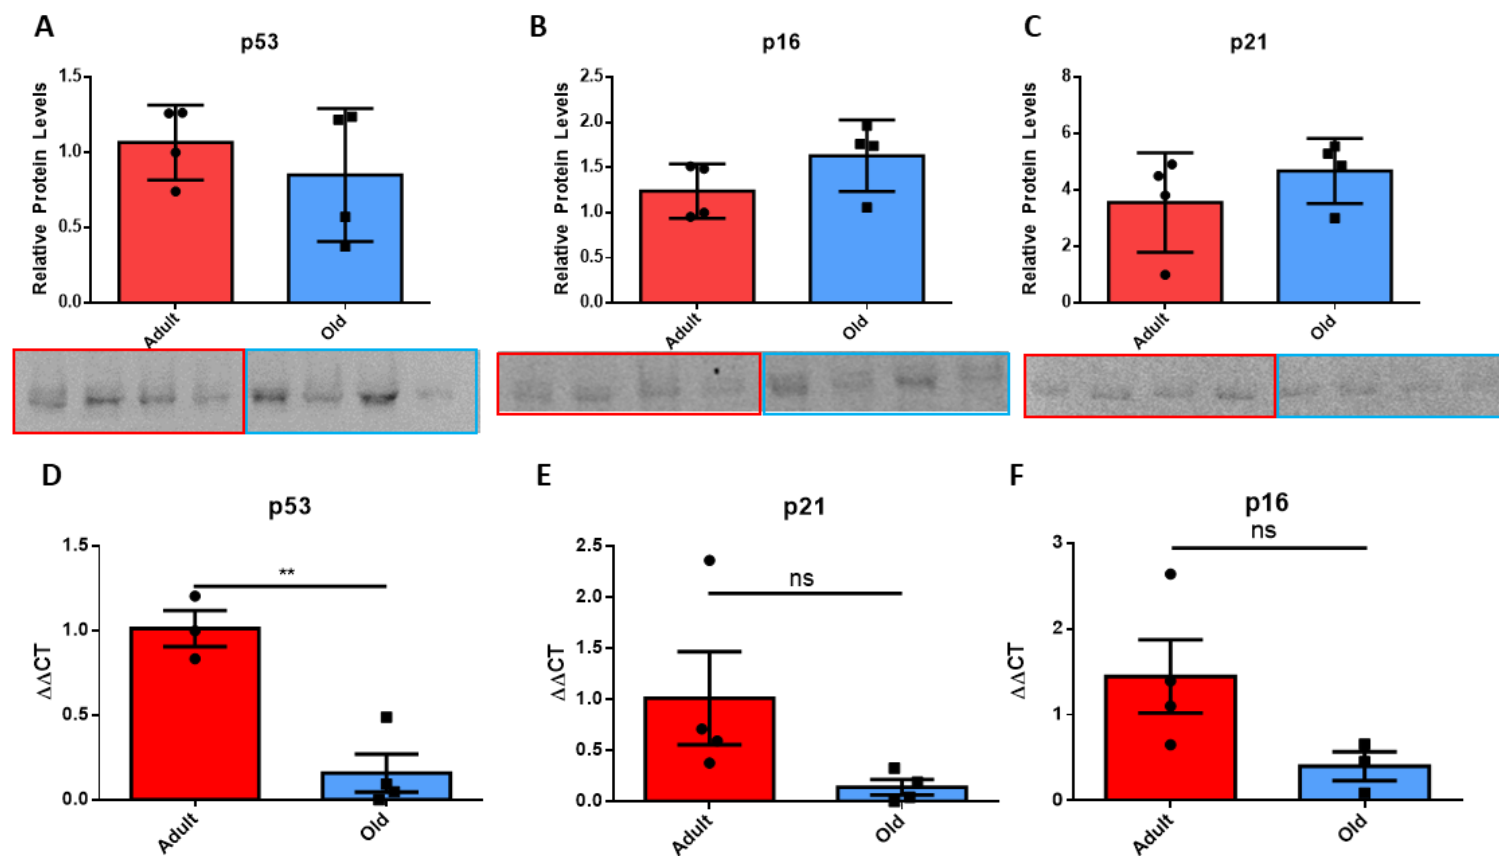 A
p53
Relative Protein Levels
1.5
1.0
0.5
0.0
Adult
Old
B
p16
Relative Protein Levels
2.5
2.0
1.5
1.0
0.5
0.0
Adult
Old
C
p21
Relative Protein Levels
8
6
4
2
0
Adult
Old
D
p53
ΔΔCT
1.5
1.0
0.5
0.0
**
Adult
Old
E
p21
ΔΔCT
2.5
2.0
1.5
1.0
0.5
0.0
ns
Adult
Old
F
p16
ns
ΔΔCT
3
2
1
0
Adult
Old